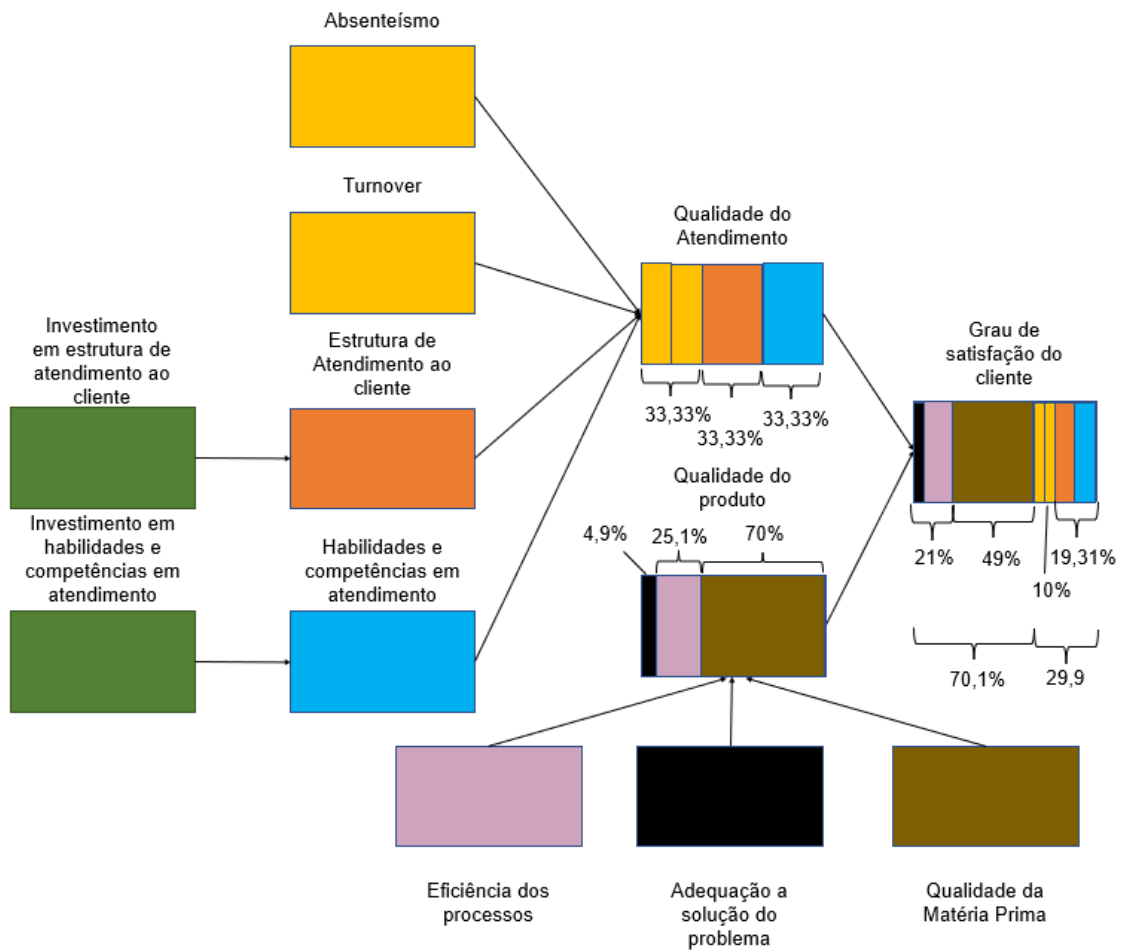 Absenteísmo
Turnover
Qualidade do
Atendimento
Investimento
em estrutura de
atendimento ao
cliente
Estrutura de
Atendimento ao
cliente
Grau de
satisfação do
cliente
33,33%
33,33%
33,33%
Qualidade do
produto
Investimento em
habilidades e
competências em
atendimento
Habilidades e
competências em
atendimento
4,9%
25,1%
70%
21%
49%
10%
19,31%
70,1%
29,9
Eficiência dos
processos
Adequação a
solução do
problema
Qualidade da
Matéria Prima